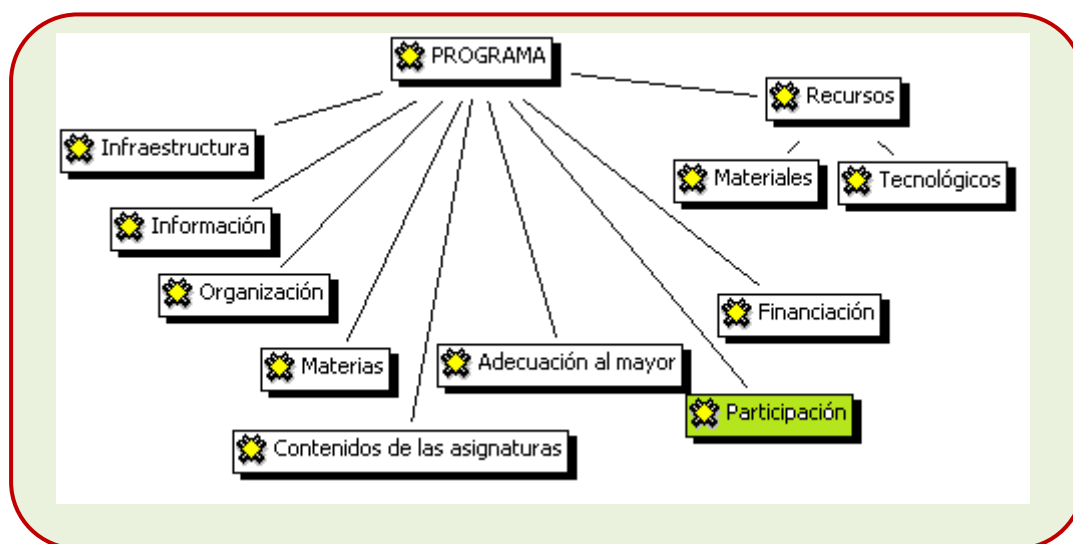 PROGRAMA
Recursos
Infraestructura
Materiales
Tecnológicos
Información
Organización
Financiación
Materias
Adecuación al mayor
Participación
Contenidos de las asignaturas